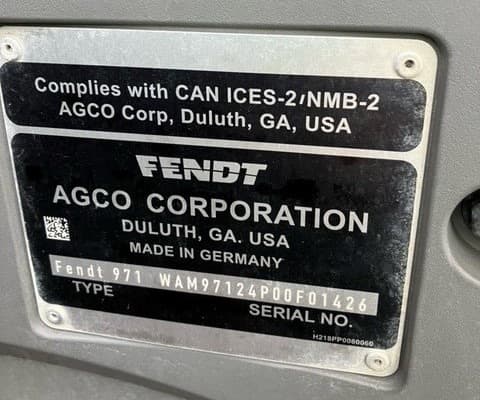 Complies with CAN ICES-2/NMB-2
AGCO Corp, Duluth, GA, USA
FENDT
AGCO CORPORATION
DULUTH, GA. USA
MADE IN GERMANY
Fendt 971 WAM97124P00F01426
TYPE SERIAL NO.
H218PP0060060